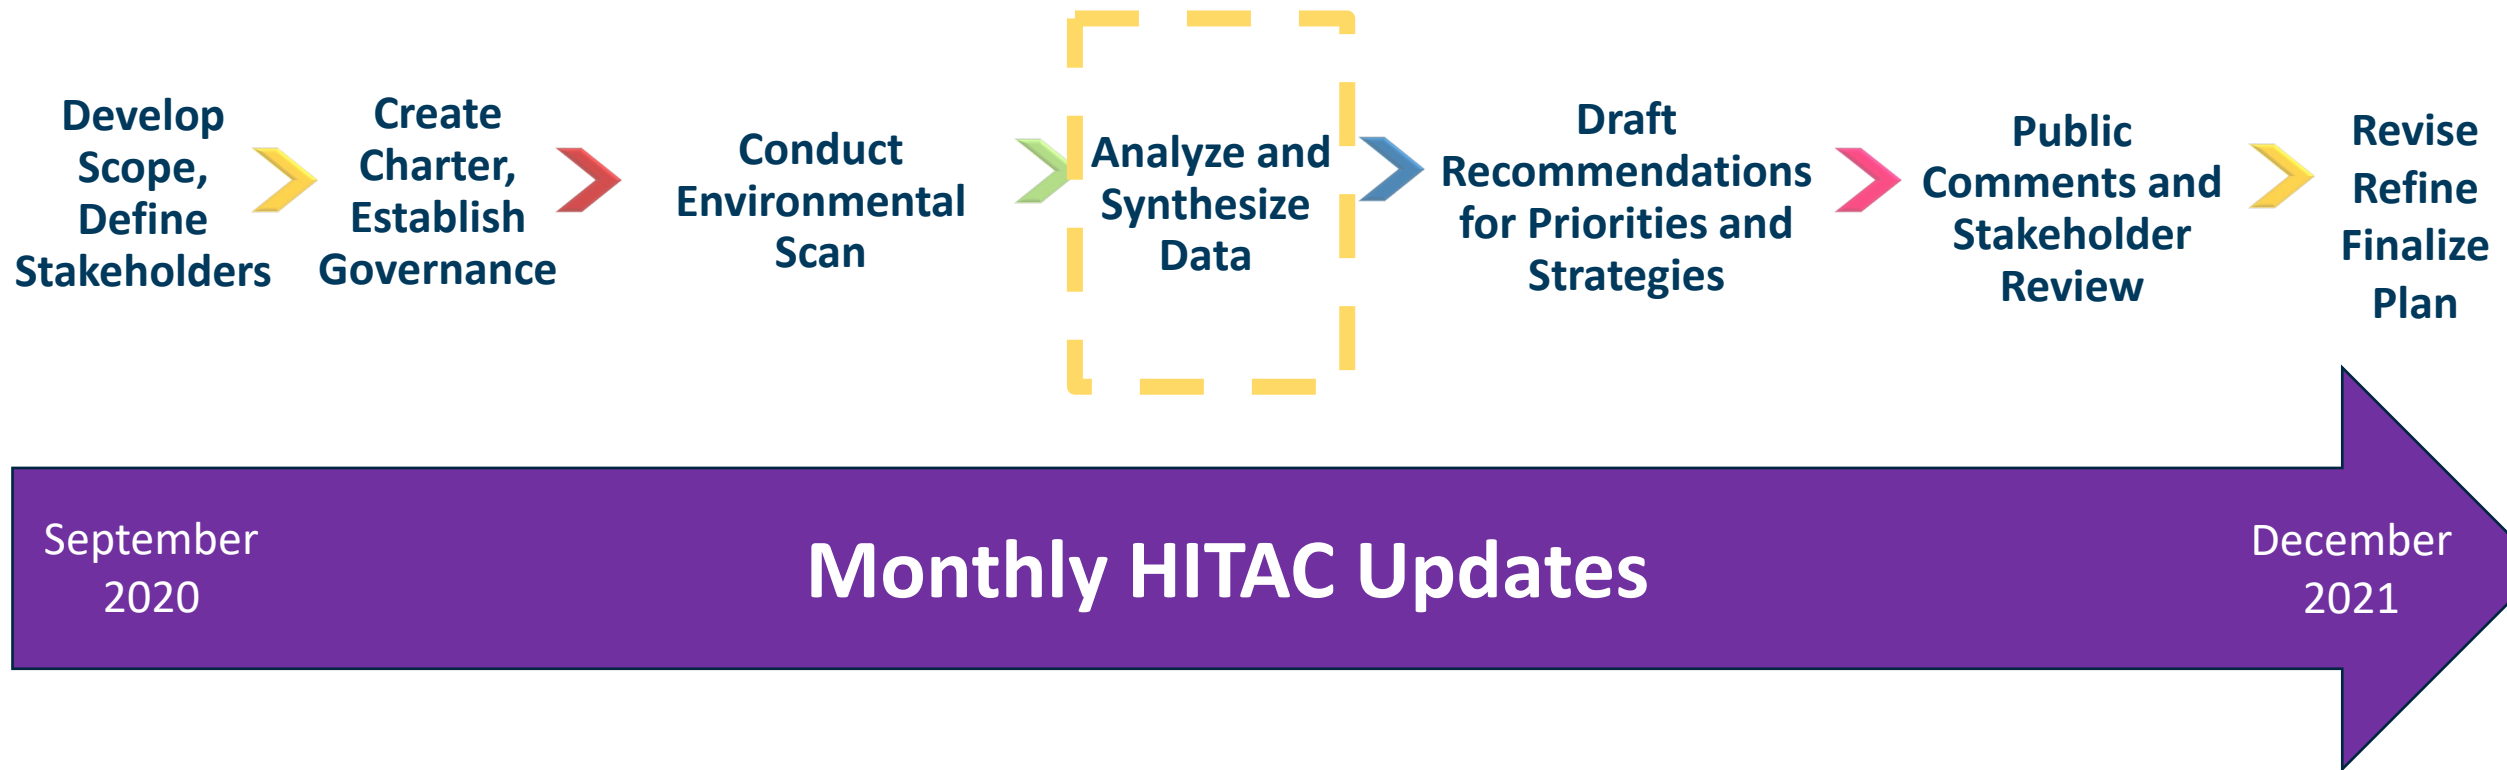 Develop
Scope,
Define
Stakeholders
Create
Charter,
Establish
Governance
Conduct
Environmental
Scan
Analyze and
Synthesize
Data
Draft
Recommendations
for Priorities and
Strategies
Public
Comments and
Stakeholder
Review
Revise
Refine
Finalize
Plan
September
2020
Monthly HITAC Updates
December
2021